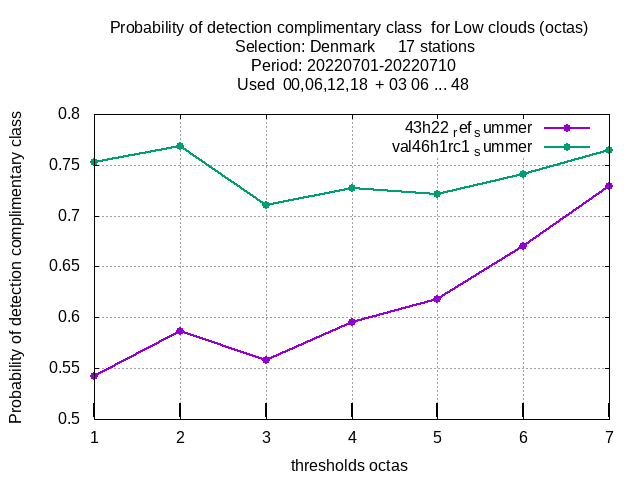 Probability of detection complimentary class  for Low clouds (octas)
Selection: Denmark     17 stations
Period: 20220701-20220710
Used  00,06,12,18  + 03 06 ... 48
Probability of detection complimentary class
0.8
0.75
0.7
0.65
0.6
0.55
0.5
43h22 ref summer
val46h1rc1 summer
1 2 3 4 5 6 7
thresholds octas